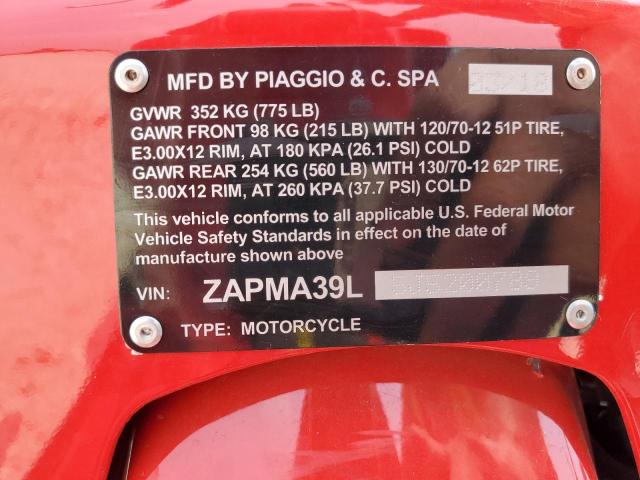 MFD BY PIAGGIO & C. SPA
GVWR 352 KG (775 LB)
GAWR FRONT 98 KG (215 LB) WITH 120/70-12 51P TIRE,
E3.00X12 RIM, AT 180 KPA (26.1 PSI) COLD
GAWR REAR 254 KG (560 LB) WITH 130/70-12 62P TIRE,
E3.00X12 RIM, AT 260 KPA (37.7 PSI) COLD
This vehicle conforms to all applicable U.S. Federal Motor
Vehicle Safety Standards in effect on the date of
manufacture shown above
VIN: ZAPMA39L
TYPE: MOTORCYCLE